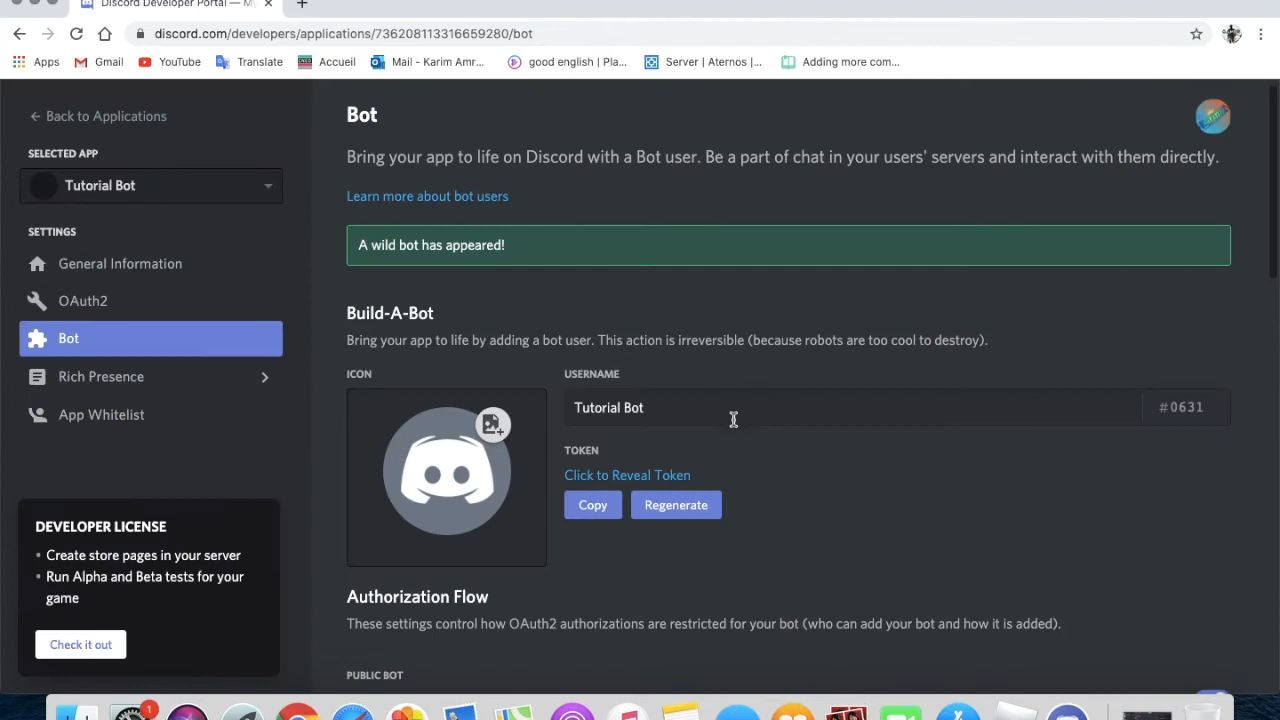 Discord Developer Portal — My
discord.com/developers/applications/736208113316659280/bot
Apps
Gmail
YouTube
Translate
Accueil
Mail - Karim Amr...
good english | Pla...
Server | Aternos |...
Adding more com...
← Back to Applications
SELECTED APP
Tutorial Bot
SETTINGS
General Information
OAuth2
Bot
Rich Presence
App Whitelist
DEVELOPER LICENSE
• Create store pages in your server
• Run Alpha and Beta tests for your
game
Check it out
Bot
Bring your app to life on Discord with a Bot user. Be a part of chat in your users' servers and interact with them directly.
Learn more about bot users
A wild bot has appeared!
Build-A-Bot
Bring your app to life by adding a bot user. This action is irreversible (because robots are too cool to destroy).
ICON
USERNAME
Tutorial Bot
#0631
TOKEN
Click to Reveal Token
Copy
Regenerate
Authorization Flow
These settings control how OAuth2 authorizations are restricted for your bot (who can add your bot and how it is added).
PUBLIC BOT
1